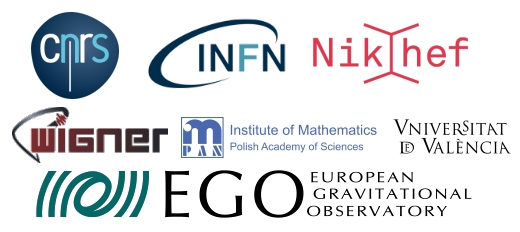 cnrs
INFN
Nikhef
wigner
m
PAN
Institute of Mathematics
Polish Academy of Sciences
VNIVERSITAT
DE VALÈNCIA
EGO
EUROPEAN
GRAVITATIONAL
OBSERVATORY